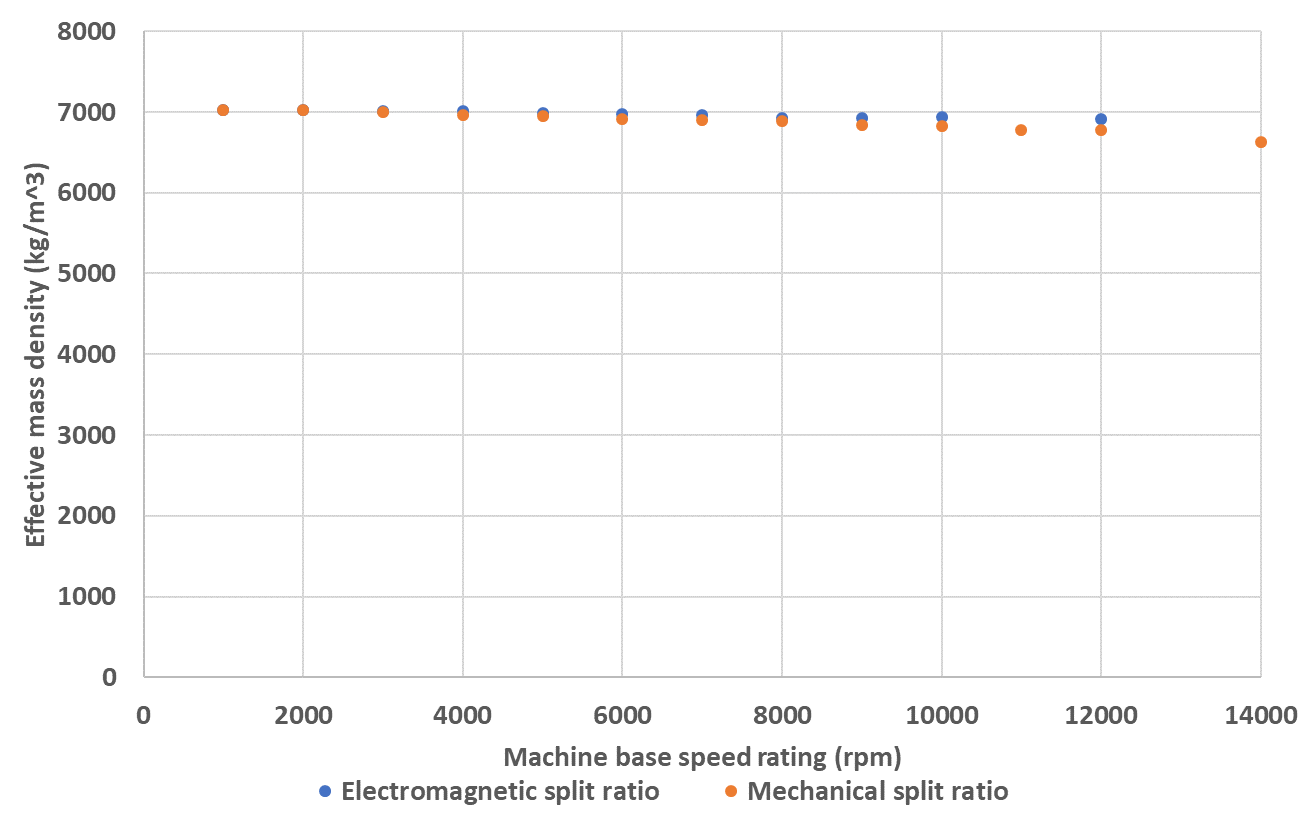 8000
7000
6000
5000
4000
3000
2000
1000
0
Effective mass density (kg/m^3)
0 2000 4000 6000 8000 10000 12000 14000
Machine base speed rating (rpm)
Electromagnetic split ratio Mechanical split ratio